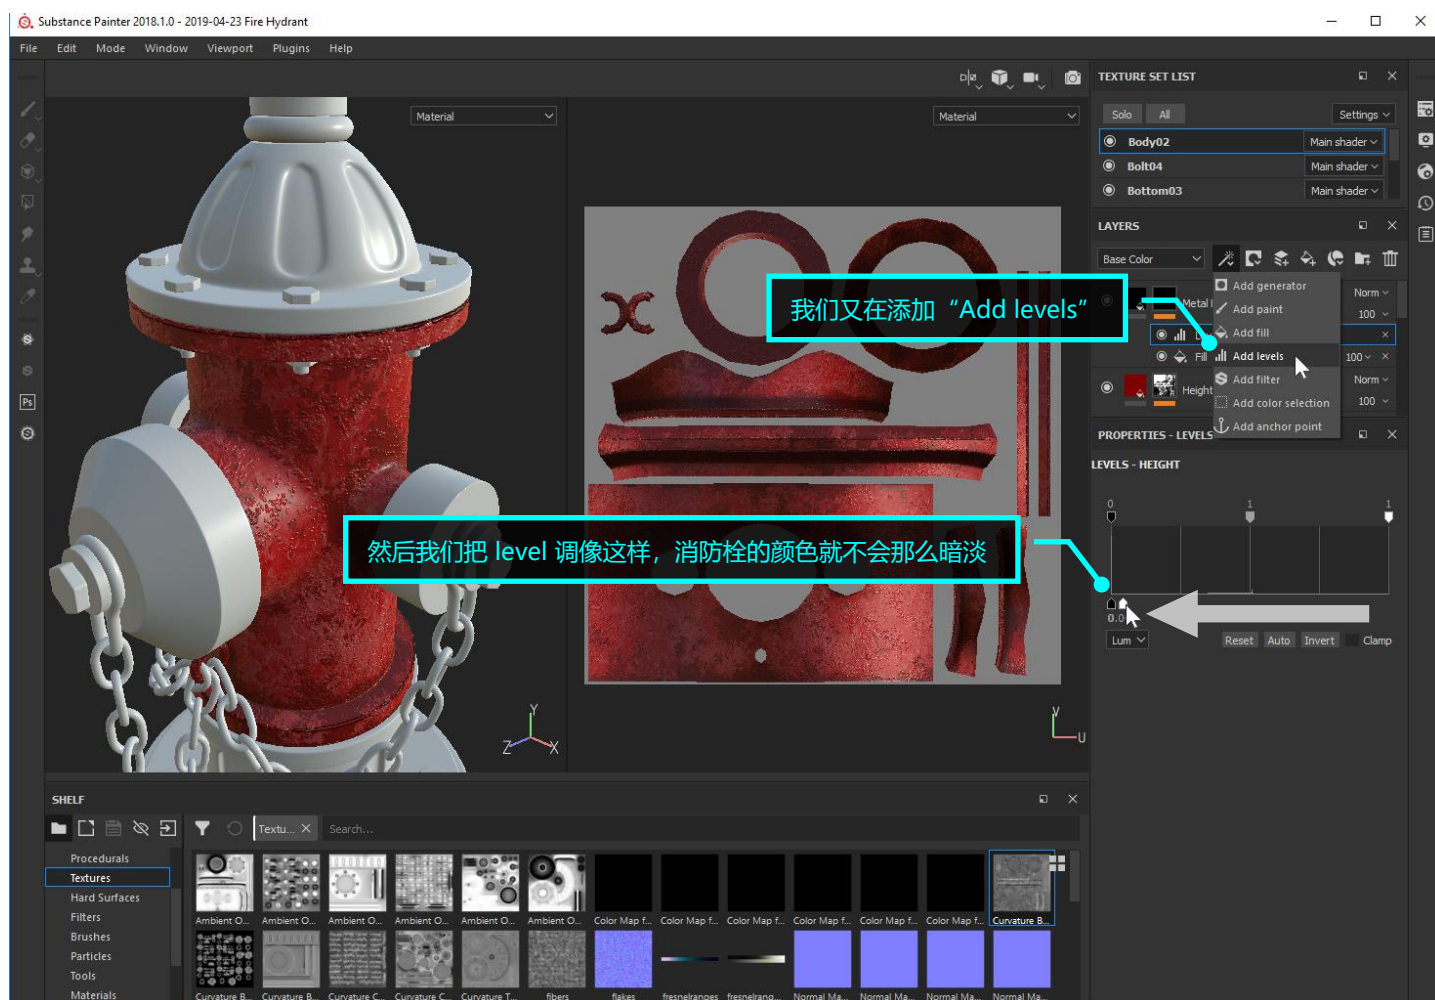 Substance Painter 2018.1.0 - 2019-04-23 Fire Hydrant
File Edit Mode Window Viewport Plugins Help
Material
Material
TEXTURE SET LIST
Solo All Settings
Body02 Main shader
Bolt04 Main shader
Bottom03 Main shader
LAYERS
Base Color
Metal Norm
100
Fill 100
Height Norm
100
Add generator
Add paint
Add fill
Add levels
Add filter
Add color selection
Add anchor point
我们又在添加“Add levels”
PROPERTIES - LEVELS
LEVELS - HEIGHT
0 1 1
然后我们把 level 调像这样，消防栓的颜色就不会那么暗淡
0.0
Lum Reset Auto Invert Clamp
Y
Z X
V
U
Ps
SHELF
Textu... Search...
Procedurals
Textures
Hard Surfaces
Filters
Brushes
Particles
Tools
Materials
Ambient O... Ambient O... Ambient O... Ambient O... Ambient O... Ambient O... Color Map f... Color Map f... Color Map f... Color Map f... Color Map f... Color Map f... Curvature B...
Curvature B... Curvature B... Curvature C... Curvature C... Curvature T... fibers flakes fresnelranges fresnelrang... Normal Ma... Normal Ma... Normal Ma... Normal Ma...